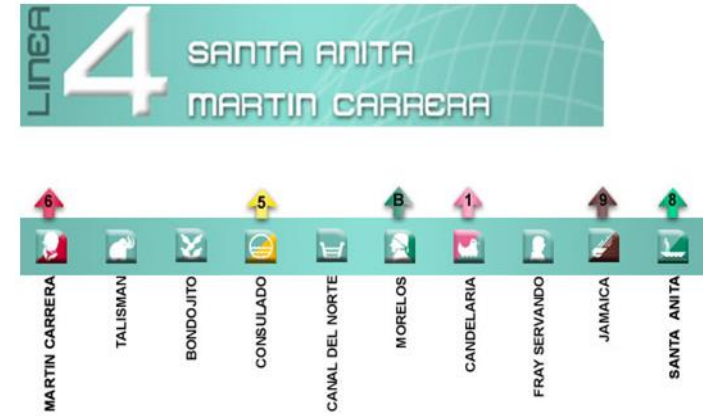 LINEA
4
SANTA ANITA
MARTIN CARRERA
6
5
B
1
9
8
MARTIN CARRERA
TALISMAN
BONDOJITO
CONSULADO
CANAL DEL NORTE
MORELOS
CANDELARIA
FRAY SERVANDO
JAMAICA
SANTA ANITA